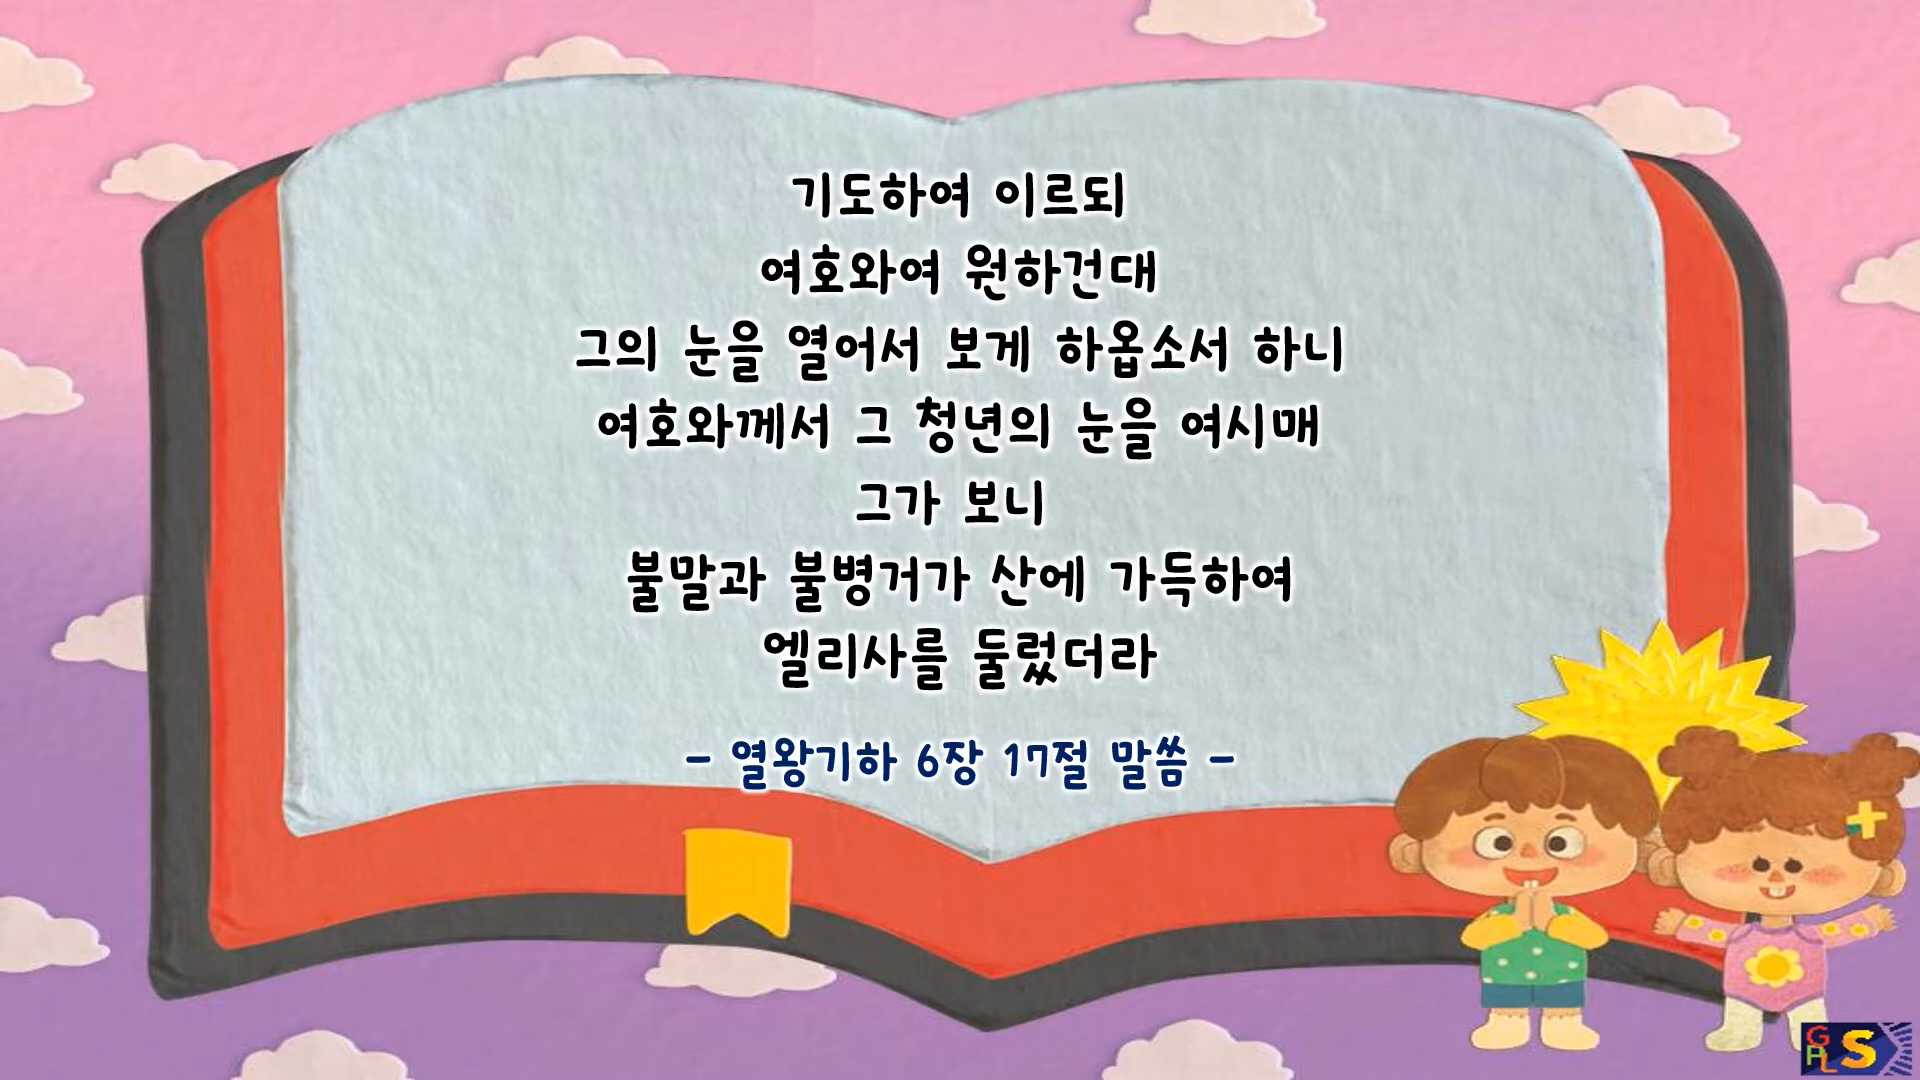 기도하여 이르되
여호와여 원하건대
그의 눈을 열어서 보게 하옵소서 하니
여호와께서 그 청년의 눈을 여시매
그가 보니
불말과 불병거가 산에 가득하여
엘리사를 둘렀더라
- 열왕기하 6장 17절 말씀 -
GPL S